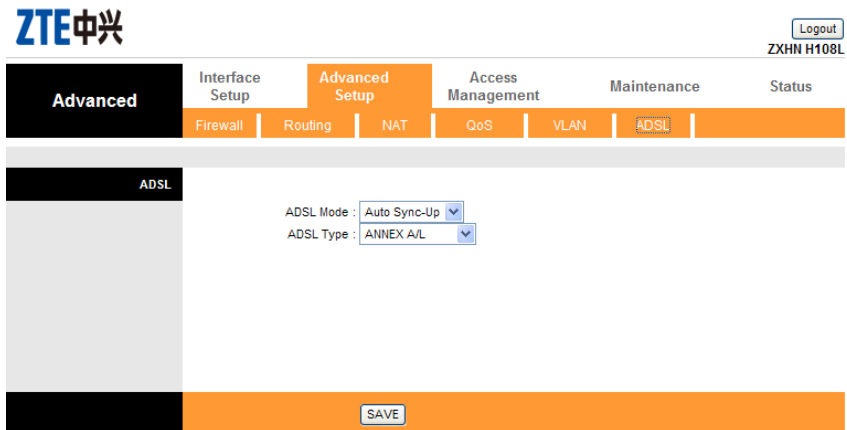 ZTE中兴
Logout
ZXHN H108L
Advanced
Interface Setup
Advanced Setup
Access Management
Maintenance
Status
Firewall
Routing
NAT
QoS
VLAN
ADSL
ADSL
ADSL Mode : Auto Sync-Up
ADSL Type : ANNEX A/L
SAVE